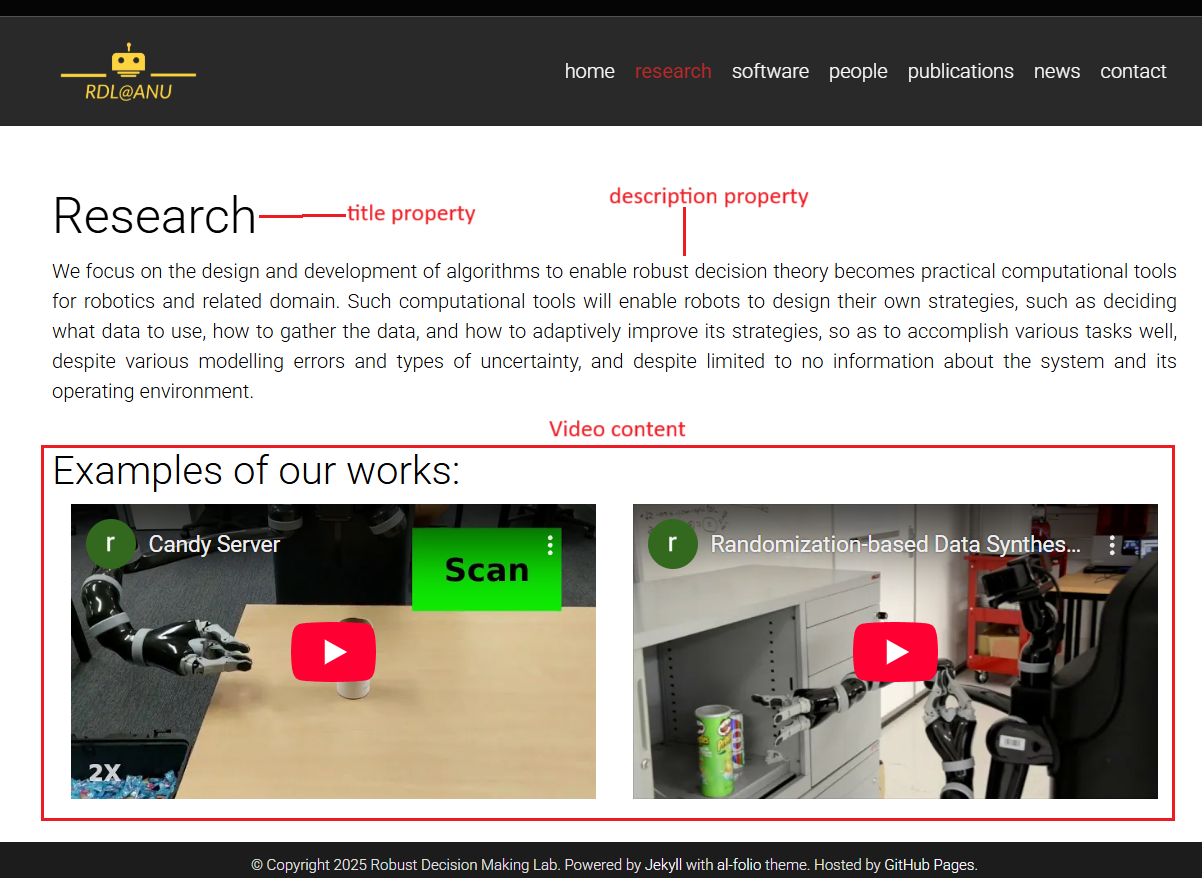 RDL@ANU
home research software people publications news contact
description property
Research title property
We focus on the design and development of algorithms to enable robust decision theory becomes practical computational tools
for robotics and related domain. Such computational tools will enable robots to design their own strategies, such as deciding
what data to use, how to gather the data, and how to adaptively improve its strategies, so as to accomplish various tasks well,
despite various modelling errors and types of uncertainty, and despite limited to no information about the system and its
operating environment.
Video content
Examples of our works:
r Candy Server
Scan
2X
r Randomization-based Data Synthes...
Pringles
© Copyright 2025 Robust Decision Making Lab. Powered by Jekyll with al-folio theme. Hosted by GitHub Pages.